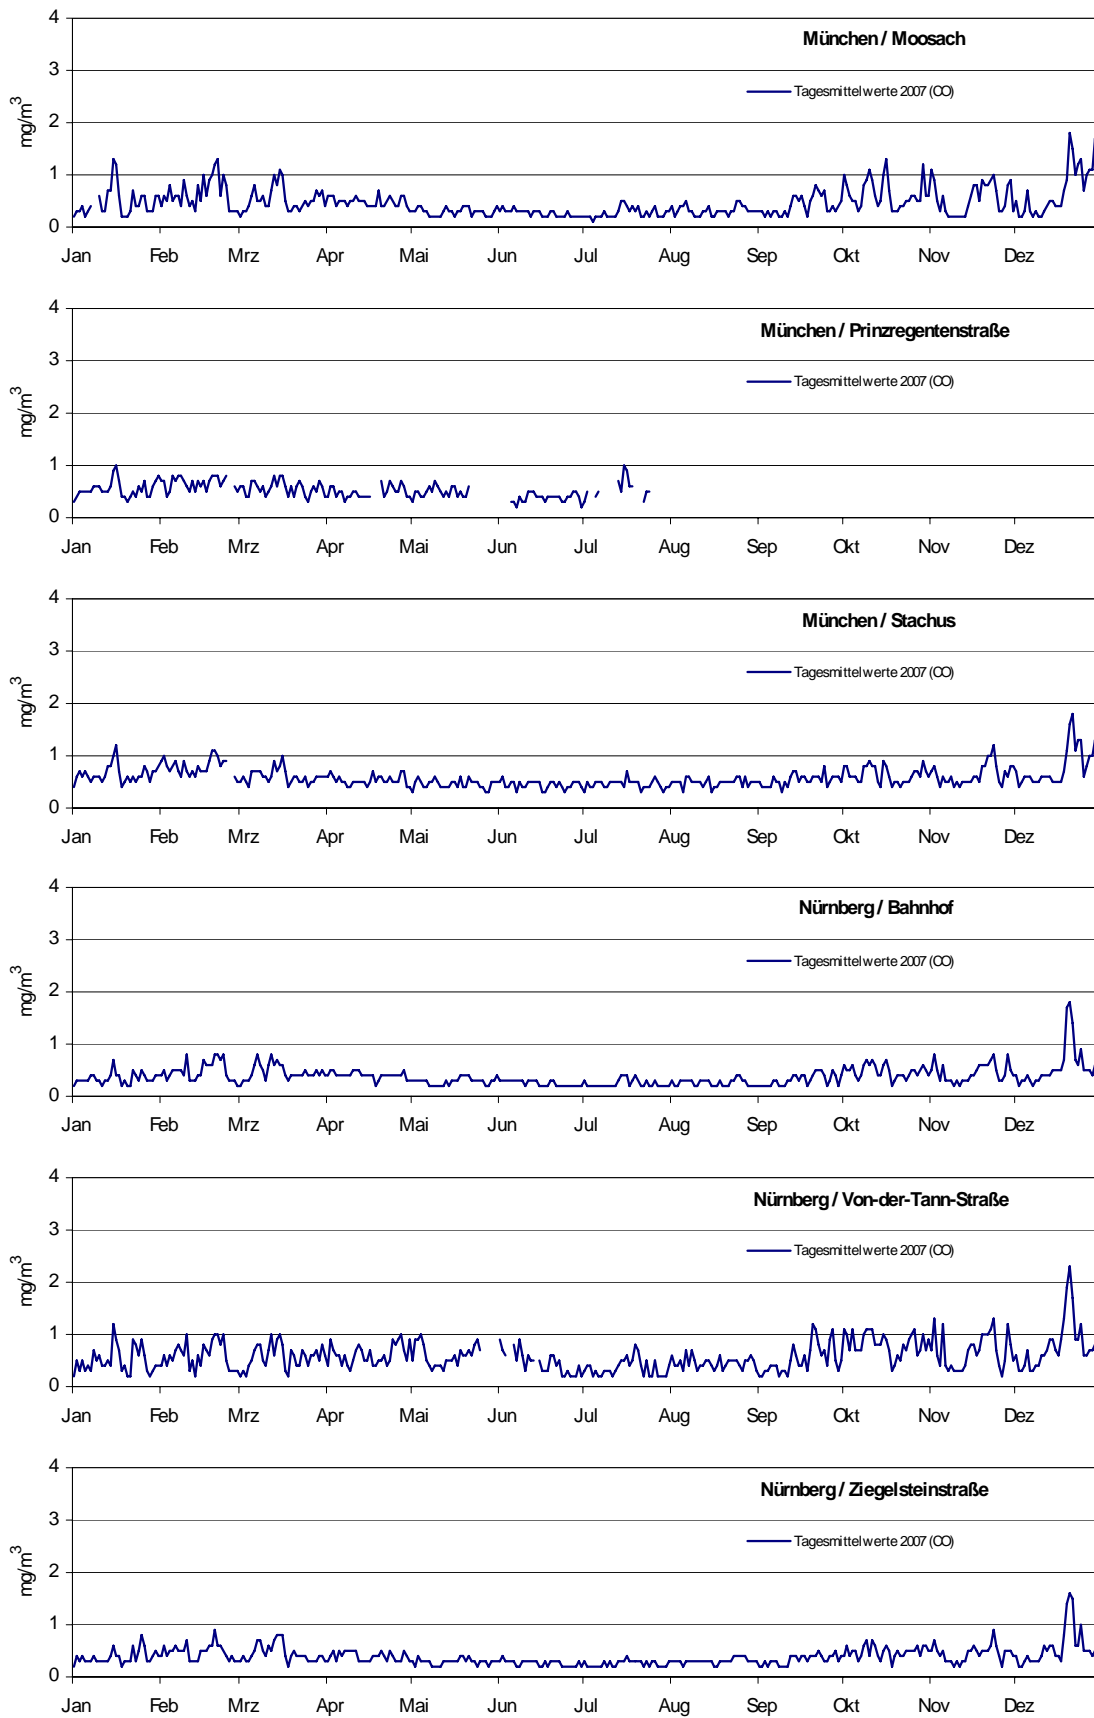 4
München / Moosach
3
Tagesmittelwerte 2007 (CO)
mg/m³
2
1
0
Jan Feb Mrz Apr Mai Jun Jul Aug Sep Okt Nov Dez
4
München / Prinzregentenstraße
3
Tagesmittelwerte 2007 (CO)
mg/m³
2
1
0
Jan Feb Mrz Apr Mai Jun Jul Aug Sep Okt Nov Dez
4
München / Stachus
3
Tagesmittelwerte 2007 (CO)
mg/m³
2
1
0
Jan Feb Mrz Apr Mai Jun Jul Aug Sep Okt Nov Dez
4
Nürnberg / Bahnhof
3
Tagesmittelwerte 2007 (CO)
mg/m³
2
1
0
Jan Feb Mrz Apr Mai Jun Jul Aug Sep Okt Nov Dez
4
Nürnberg / Von-der-Tann-Straße
3
Tagesmittelwerte 2007 (CO)
mg/m³
2
1
0
Jan Feb Mrz Apr Mai Jun Jul Aug Sep Okt Nov Dez
4
Nürnberg / Ziegelsteinstraße
3
Tagesmittelwerte 2007 (CO)
mg/m³
2
1
0
Jan Feb Mrz Apr Mai Jun Jul Aug Sep Okt Nov Dez